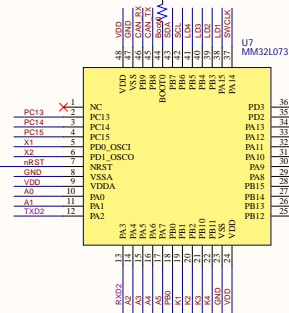 VDD
GND
CAN_RX
CAN_TX
Boot0
SDA
SCL
LD4
LD3
LD2
LD1
SWCLK
48
47
46
45
44
43
42
41
40
39
38
37
U7
MM32L073
VDD
VSS
PB9
PB8
BOOT0
PB7
PB6
PB5
PB4
PB3
PA15
PA14
1 NC
PC13 2 PC13
PC14 3 PC14
PC15 4 PC15
X1 5 PD0_OSCI
X2 6 PD1_OSCO
nRST 7 NRST
GND 8 VSSA
VDD 9 VDDA
A0 10 PA0
A1 11 PA1
TXD2 12 PA2
PD3 36
PD2 35
PA13 34
PA12 33
PA11 32
PA10 31
PA9 30
PA8 29
PB15 28
PB14 27
PB13 26
PB12 25
PA3
PA4
PA5
PA6
PA7
PB0
PB1
PB2
PB10
PB11
VSS
VDD
13
14
15
16
17
18
19
20
21
22
23
24
RXD2
A2
A3
A4
A5
PB0
K1
K2
K3
K4
GND
VDD